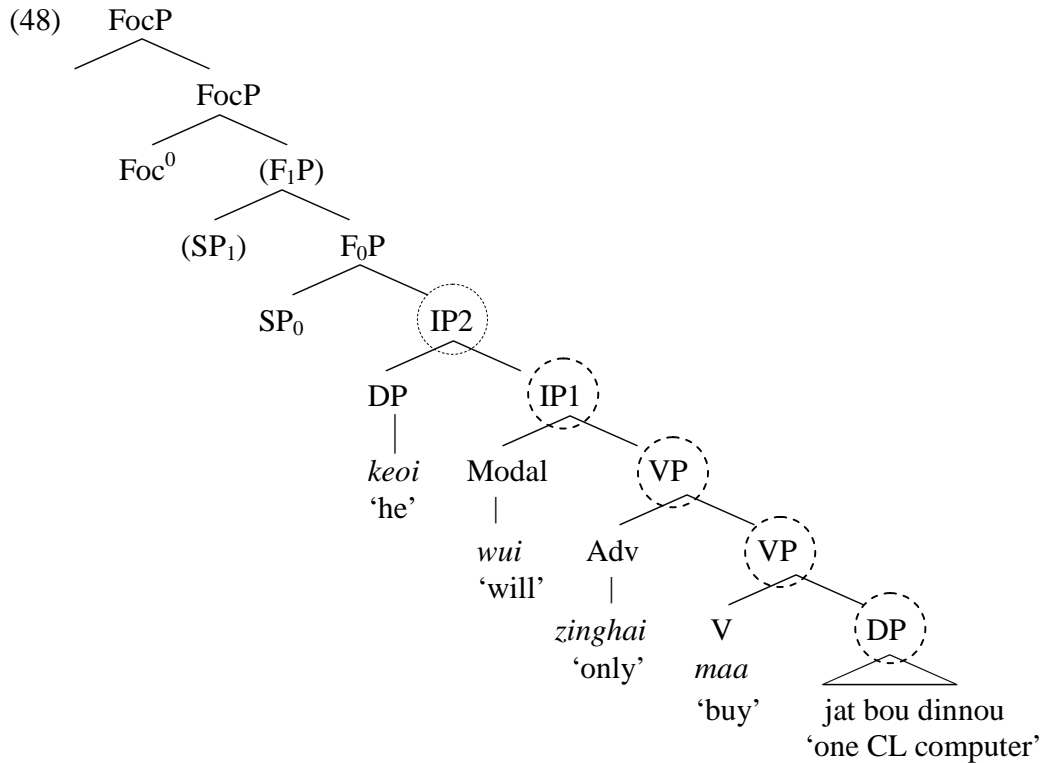 (48) FocP
FocP
Foc⁰ (F₁P)
(SP₁) F₀P
SP₀ IP2
DP IP1
keoi Modal VP
‘he’
wui Adv VP
‘will’
zinghai V DP
‘only’ maa
‘buy’ jat bou dinnou
‘one CL computer’